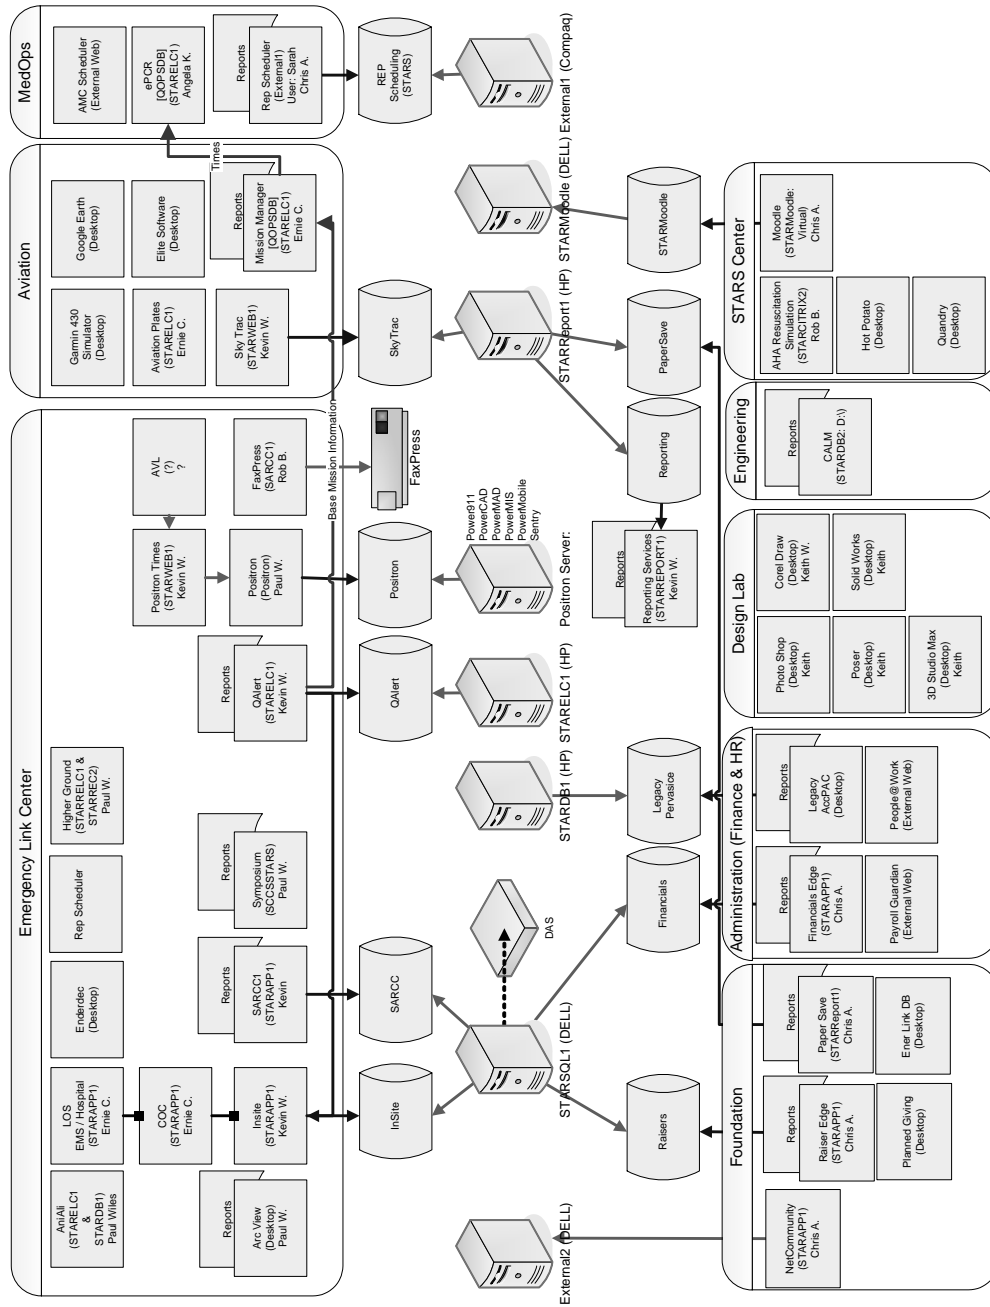 Emergency Link Center
AniAli
(STARELC1
&
STARDB1)
Paul Wiles
LOS
EMS / Hospital
(STARAPP1)
Ernie C.
Enderdec
(Desktop)
Rep Scheduler
Higher Ground
(STARRELC1 &
STARREC2)
Paul W.
COC
(STARAPP1)
Ernie C.
Positron Times
(STARWEB1)
Kevin W.
AVL
(?)
?
Reports
Arc View
(Desktop)
Paul W.
Insite
(STARAPP1)
Kevin W.
Reports
SARCC1
(STARAPP1)
Kevin
Reports
Symposium
(SCCSSTARS)
Paul W.
Reports
QAlert
(STARELC1)
Kevin W.
Positron
(Positron)
Paul W.
FaxPress
(SARCC1)
Rob B.
Base Mission Information
Aviation
Garmin 430
Simulator
(Desktop)
Google Earth
(Desktop)
Aviation Plates
(STARELC1)
Ernie C.
Elite Software
(Desktop)
Sky Trac
(STARWEB1)
Kevin W.
Reports
Mission Manager
[QOPSDB]
(STARELC1)
Ernie C.
Times
MedOps
AMC Scheduler
(External Web)
ePCR
[QOPSDB]
(STARELC1)
Angela K.
Reports
Rep Scheduler
(External1)
User: Sarah
Chris A.
InSite
SARCC
QAlert
Positron
FaxPress
SkyTrac
REP
Scheduling
(STARS)
External2 (DELL)
STARSQL1 (DELL)
DAS
STARDB1 (HP)
STARELC1 (HP)
Positron Server:
Power911
PowerCAD
PowerMAD
PowerMIS
PowerMobile
Sentry
STARReport1 (HP)
STARMoodle (DELL)
External1 (Compaq)
Raisers
Financials
Legacy
Pervasice
Reports
Reporting Services
(STARREPORT1)
Kevin W.
Reporting
PaperSave
STARMoodle
Foundation
NetCommunity
(STARAPP1)
Chris A.
Reports
Raiser Edge
(STARAPP1)
Chris A.
Reports
Paper Save
(STARReport1)
Chris A.
Planned Giving
(Desktop)
Ener Link DB
(Desktop)
Administration (Finance & HR)
Reports
Financials Edge
(STARAPP1)
Chris A.
Reports
Legacy
AccPAC
(Desktop)
Payroll Guardian
(External Web)
People@Work
(External Web)
Design Lab
Photo Shop
(Desktop)
Keith
Corel Draw
(Desktop)
Keith W.
Poser
(Desktop)
Keith
Solid Works
(Desktop)
Keith
3D Studio Max
(Desktop)
Keith
Engineering
Reports
CALM
(STARDB2: D:\)
STARS Center
AHA Resuscitation
Simulation
(STARCITRIX2)
Rob B.
Moodle
(STARMoodle:
Virtual)
Chris A.
Hot Potato
(Desktop)
Qandry
(Desktop)